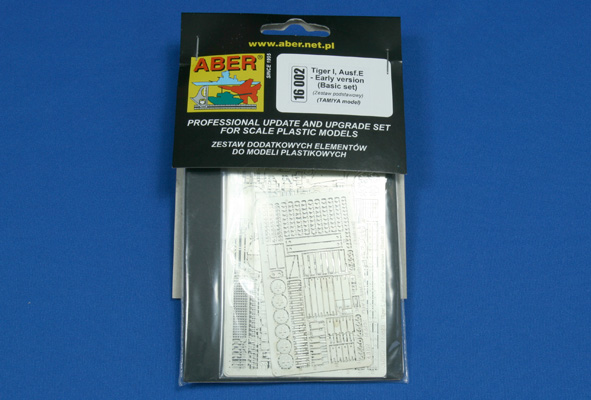 www.aber.net.pl
ABER®
SINCE 1995
16 002
Tiger I, Ausf.E
- Early version
(Basic set)
(Zestaw podstawowy)
(TAMIYA model)
PROFESSIONAL UPDATE AND UPGRADE SET
FOR SCALE PLASTIC MODELS
ZESTAW DODATKOWYCH ELEMENTÓW
DO MODELI PLASTIKOWYCH